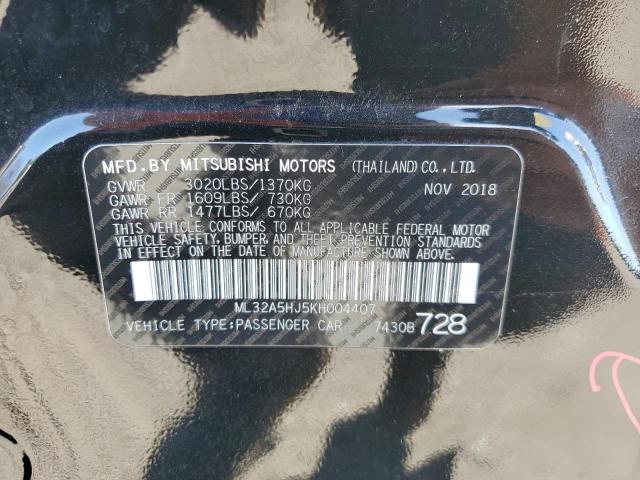 MFD.BY MITSUBISHI MOTORS (THAILAND)CO.,LTD.
GVWR 3020LBS/1370KG NOV 2018
GAWR FR 1609LBS/ 730KG
GAWR RR 1477LBS/ 670KG
THIS VEHICLE CONFORMS TO ALL APPLICABLE FEDERAL MOTOR
VEHICLE SAFETY, BUMPER, AND THEFT PREVENTION STANDARDS
IN EFFECT ON THE DATE OF MANUFACTURE SHOWN ABOVE.
ML32A5HJ5KH004407
VEHICLE TYPE:PASSENGER CAR 7430B 728